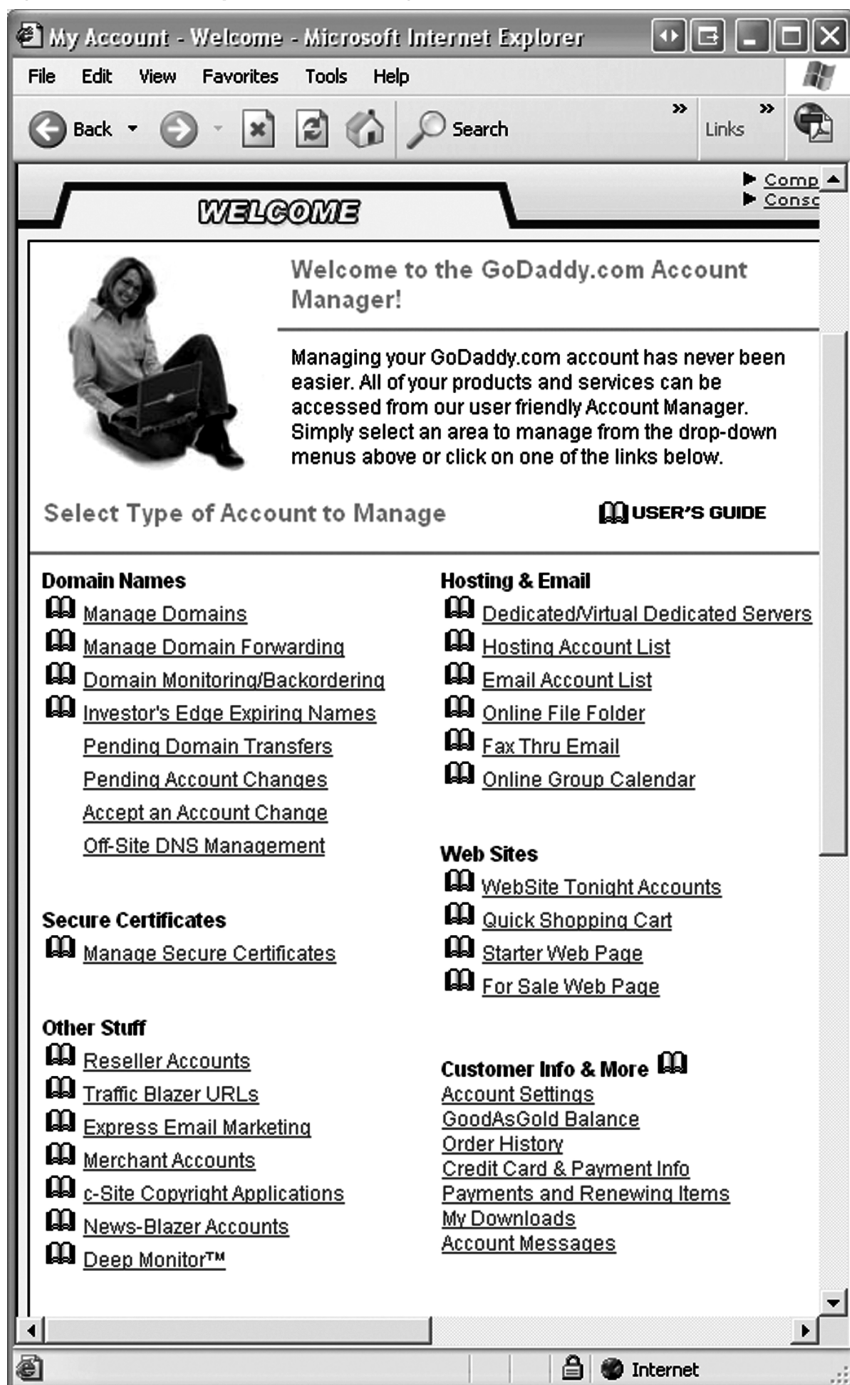 My Account - Welcome - Microsoft Internet Explorer
File Edit View Favorites Tools Help
Back Search Links
Comp
Consc
WELCOME
Welcome to the GoDaddy.com Account
Manager!
Managing your GoDaddy.com account has never been
easier. All of your products and services can be
accessed from our user friendly Account Manager.
Simply select an area to manage from the drop-down
menus above or click on one of the links below.
Select Type of Account to Manage
USER'S GUIDE
Domain Names
Manage Domains
Manage Domain Forwarding
Domain Monitoring/Backordering
Investor's Edge Expiring Names
Pending Domain Transfers
Pending Account Changes
Accept an Account Change
Off-Site DNS Management
Secure Certificates
Manage Secure Certificates
Other Stuff
Reseller Accounts
Traffic Blazer URLs
Express Email Marketing
Merchant Accounts
c-Site Copyright Applications
News-Blazer Accounts
Deep Monitor™
Hosting & Email
Dedicated/Virtual Dedicated Servers
Hosting Account List
Email Account List
Online File Folder
Fax Thru Email
Online Group Calendar
Web Sites
WebSite Tonight Accounts
Quick Shopping Cart
Starter Web Page
For Sale Web Page
Customer Info & More
Account Settings
GoodAsGold Balance
Order History
Credit Card & Payment Info
Payments and Renewing Items
My Downloads
Account Messages
Internet